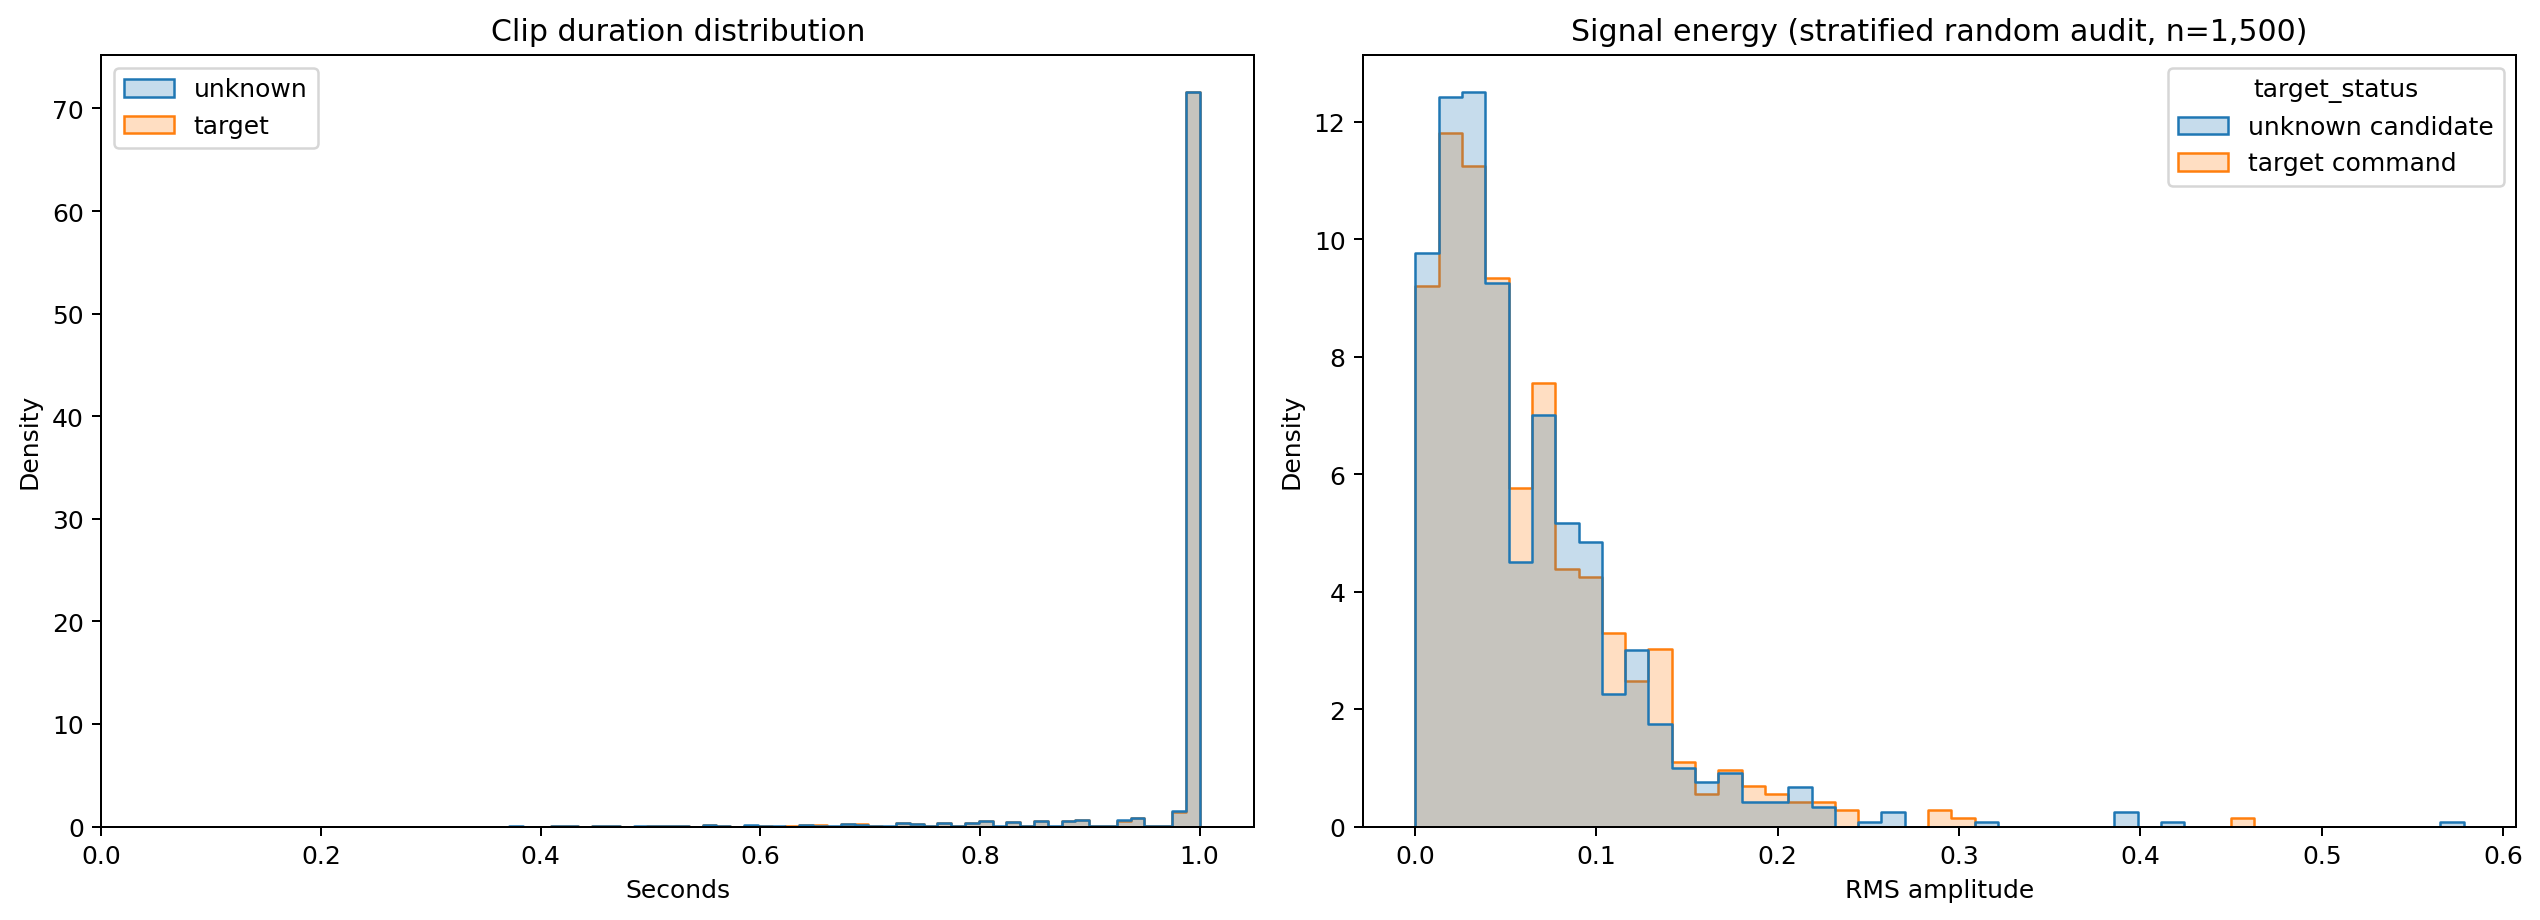 Clip duration distribution
unknown
target
Density
70
60
50
40
30
20
10
0
0.0 0.2 0.4 0.6 0.8 1.0
Seconds
Signal energy (stratified random audit, n=1,500)
target_status
unknown candidate
target command
Density
12
10
8
6
4
2
0
0.0 0.1 0.2 0.3 0.4 0.5 0.6
RMS amplitude